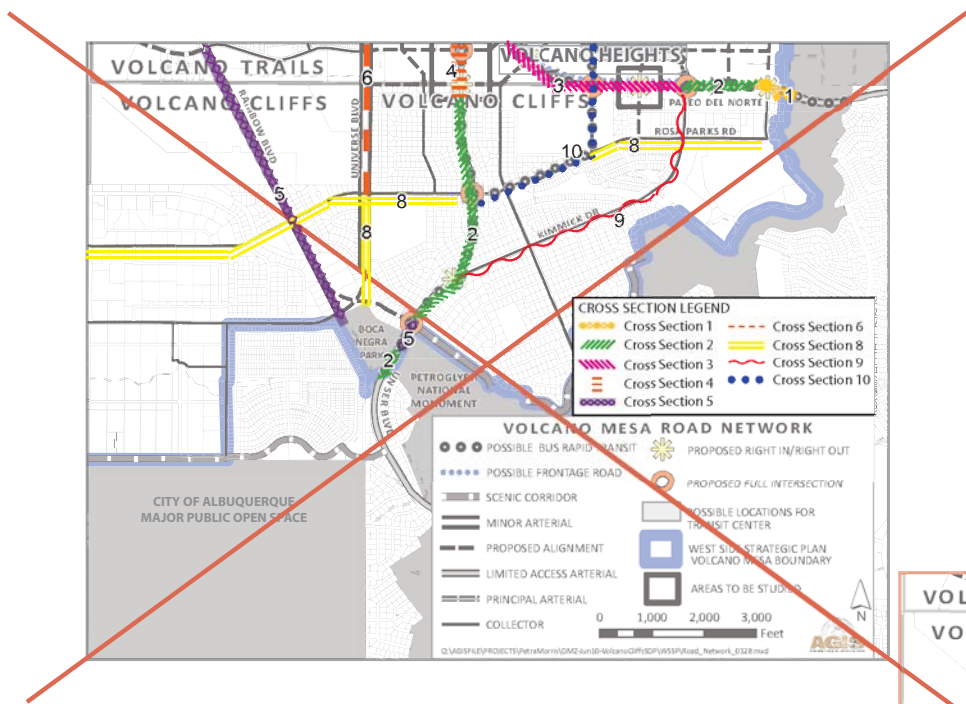 VOLCANO HEIGHTS
VOLCANO TRAILS
6
4
3
2
1
VOLCANO CLIFFS
VOLCANO CLIFFS
PASEO DEL NORTE
RAINBOW BLVD
UNIVERSE BLVD
ROSA PARKS RD
10
8
5
8
8
2
KIMMICK DR
9
BOCA
NEGRA
PARK
5
2
UNSER BLVD
PETROGLYPH
NATIONAL
MONUMENT
CROSS SECTION LEGEND
Cross Section 1
Cross Section 2
Cross Section 3
Cross Section 4
Cross Section 5
Cross Section 6
Cross Section 8
Cross Section 9
Cross Section 10
CITY OF ALBUQUERQUE
MAJOR PUBLIC OPEN SPACE
VOLCANO MESA ROAD NETWORK
POSSIBLE BUS RAPID TRANSIT
POSSIBLE FRONTAGE ROAD
SCENIC CORRIDOR
MINOR ARTERIAL
PROPOSED ALIGNMENT
LIMITED ACCESS ARTERIAL
PRINCIPAL ARTERIAL
COLLECTOR
PROPOSED RIGHT IN/RIGHT OUT
PROPOSED FULL INTERSECTION
POSSIBLE LOCATIONS FOR
TRANSIT CENTER
WEST SIDE STRATEGIC PLAN
VOLCANO MESA BOUNDARY
AREAS TO BE STUDIED
0 1,000 2,000 3,000
Feet
N
AGIS
VOL
VO